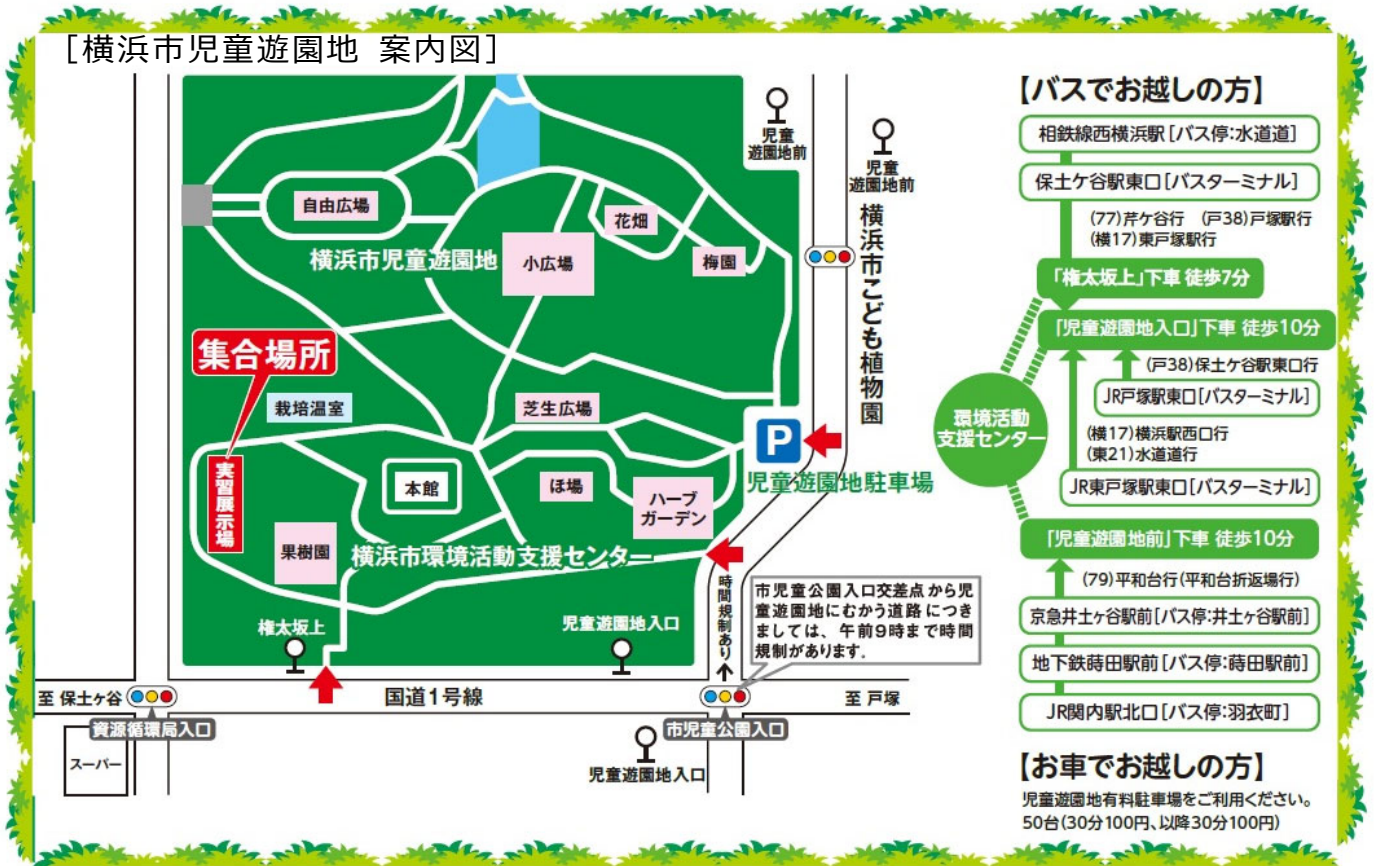 [横浜市児童遊園地 案内図]
児童
遊園地前
児童
遊園地前
自由広場
花畑
横浜市児童遊園地
小広場
梅園
横浜市こども植物園
集合場所
栽培温室
芝生広場
P
児童遊園地駐車場
実習展示場
本館
ほ場
ハーブ
ガーデン
果樹園
横浜市環境活動支援センター
時間規制あり
市児童公園入口交差点から児
童遊園地にむかう道路につき
ましては、午前9時まで時間
規制があります.
権太坂上
児童遊園地入口
至 保土ヶ谷
国道1号線
至 戸塚
資源循環局入口
市児童公園入口
スーパー
児童遊園地入口
【バスでお越しの方】
相鉄線西横浜駅[バス停:水道道]
保土ケ谷駅東口[バスターミナル]
(77)芹ケ谷行 (戸38)戸塚駅行
(横17)東戸塚駅行
「権太坂上」下車 徒歩7分
「児童遊園地入口」下車 徒歩10分
(戸38)保土ケ谷駅東口行
JR戸塚駅東口[バスターミナル]
環境活動
支援センター
(横17)横浜駅西口行
(東21)水道道行
JR東戸塚駅東口[バスターミナル]
「児童遊園地前」下車 徒歩10分
(79)平和台行(平和台折返場行)
京急井土ヶ谷駅前[バス停:井土ヶ谷駅前]
地下鉄蒔田駅前[バス停:蒔田駅前]
JR関内駅北口[バス停:羽衣町]
【お車でお越しの方】
児童遊園地有料駐車場をご利用ください。
50台(30分100円、以降30分100円)